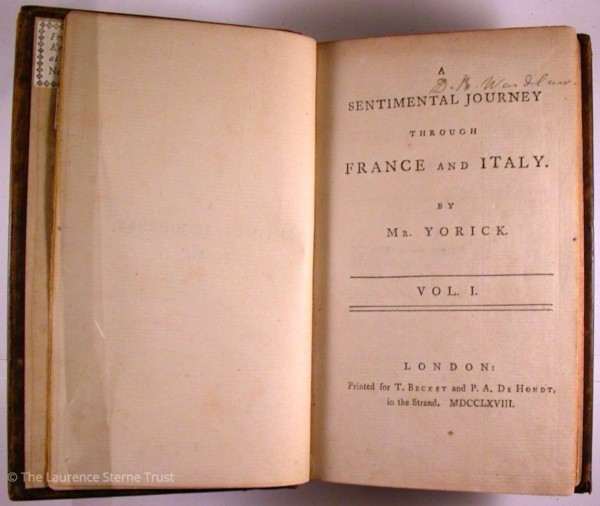 A
D. R. Wardlaw.
SENTIMENTAL JOURNEY
THROUGH
FRANCE AND ITALY.
BY
MR. YORICK.
VOL. I.
LONDON:
Printed for T. BECKET and P. A. DE HONDT,
in the Strand. MDCCLXVIII.
© The Laurence Sterne Trust